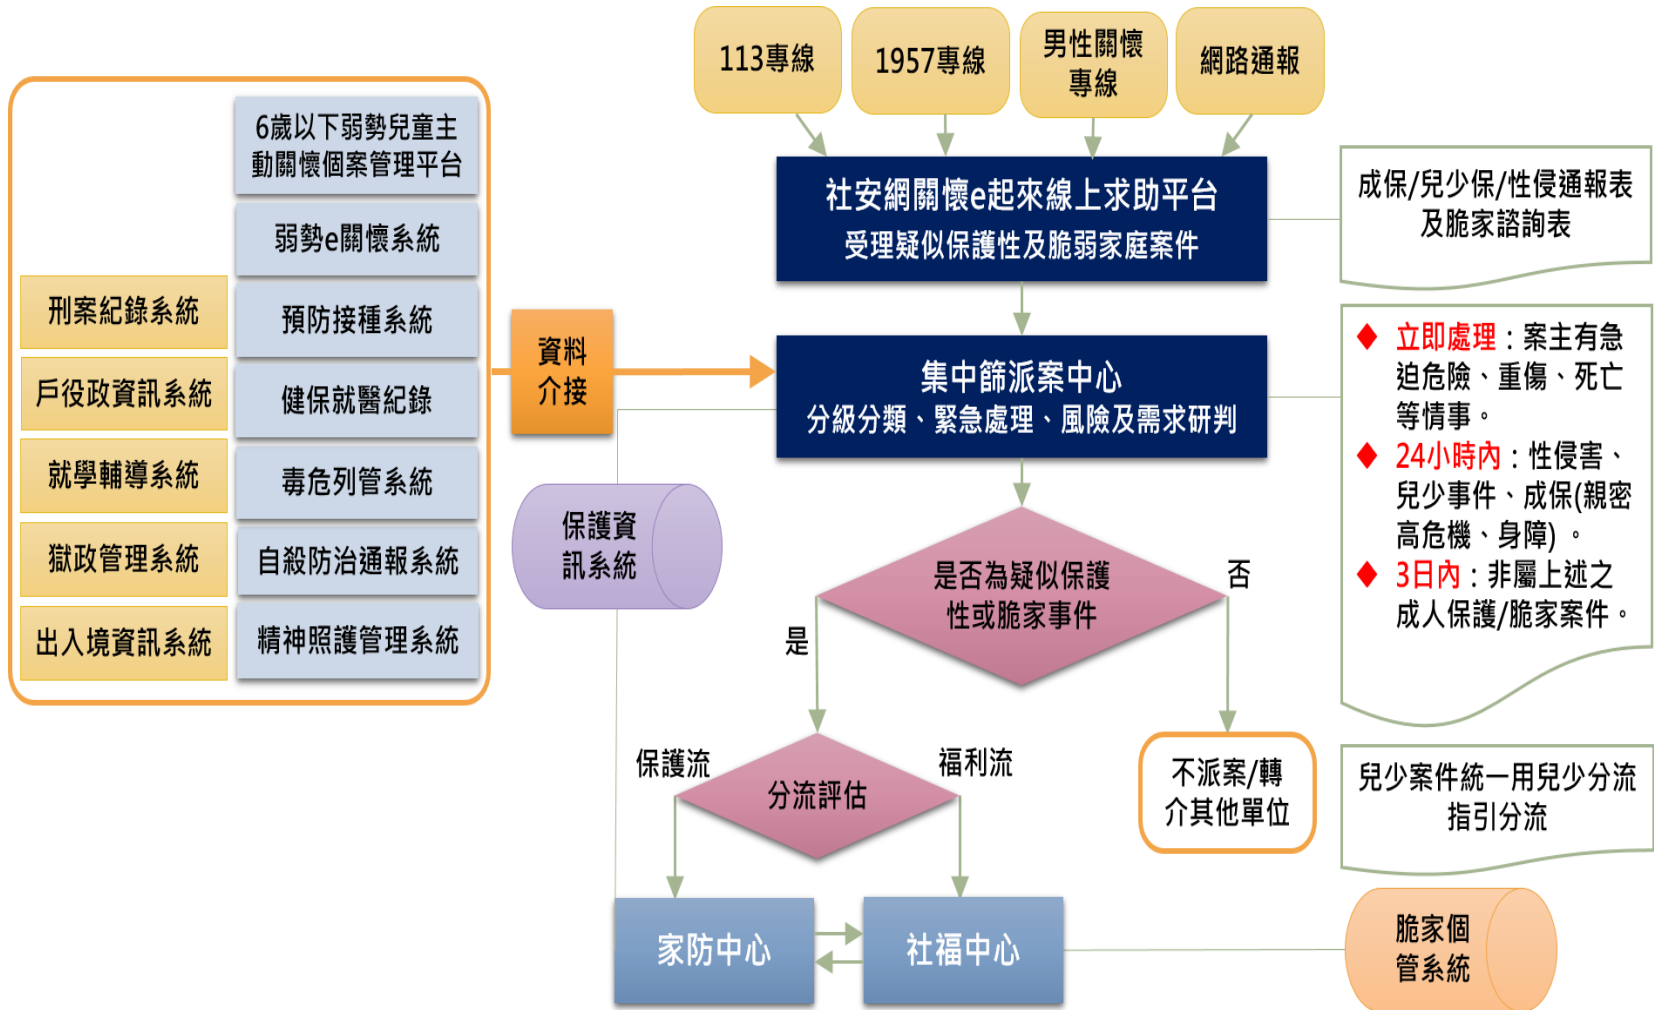 113專線
1957專線
男性關懷
專線
網路通報
6歲以下弱勢兒童主
動關懷個案管理平台
弱勢e關懷系統
預防接種系統
健保就醫紀錄
毒危列管系統
自殺防治通報系統
精神照護管理系統
刑案紀錄系統
戶役政資訊系統
就學輔導系統
獄政管理系統
出入境資訊系統
資料
介接
社安網關懷e起來線上求助平台
受理疑似保護性及脆弱家庭案件
成保/兒少保/性侵通報表
及脆家諮詢表
集中篩派案中心
分級分類、緊急處理、風險及需求研判
立即處理：案主有急
迫危險、重傷、死亡
等情事。
24小時內：性侵害、
兒少事件、成保(親密
高危機、身障) 。
3日內：非屬上述之
成人保護/脆家案件。
保護資
訊系統
是否為疑似保護
性或脆家事件
是
否
分流評估
保護流
福利流
不派案/轉
介其他單位
兒少案件統一用兒少分流
指引分流
家防中心
社福中心
脆家個
管系統